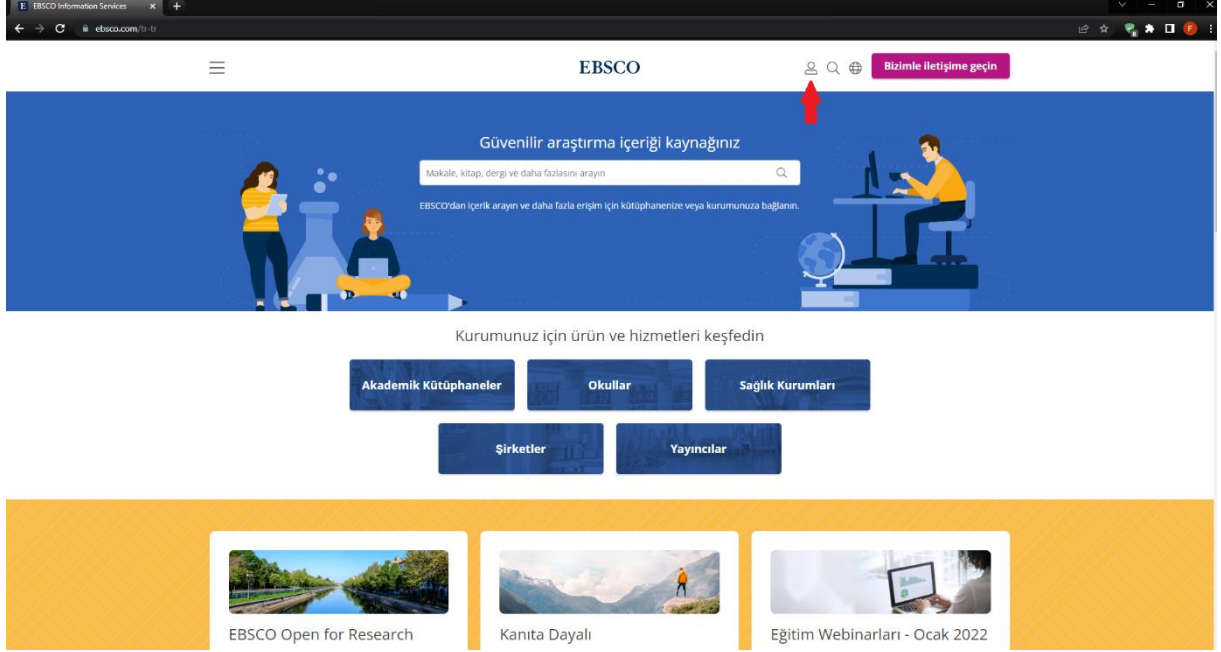 EBSCO Information Services
ebsco.com/tr-tr
EBSCO
Bizimle iletişime geçin
Güvenilir araştırma içeriği kaynağınız
Makale, kitap, dergi ve daha fazlasını arayın
EBSCO'dan içerik arayın ve daha fazla erişim için kütüphanenize veya kurumunuza bağlanın.
Kurumunuz için ürün ve hizmetleri keşfedin
Akademik Kütüphaneler
Okullar
Sağlık Kurumları
Şirketler
Yayıncılar
EBSCO Open for Research
Kanıta Dayalı
Eğitim Webinarları - Ocak 2022